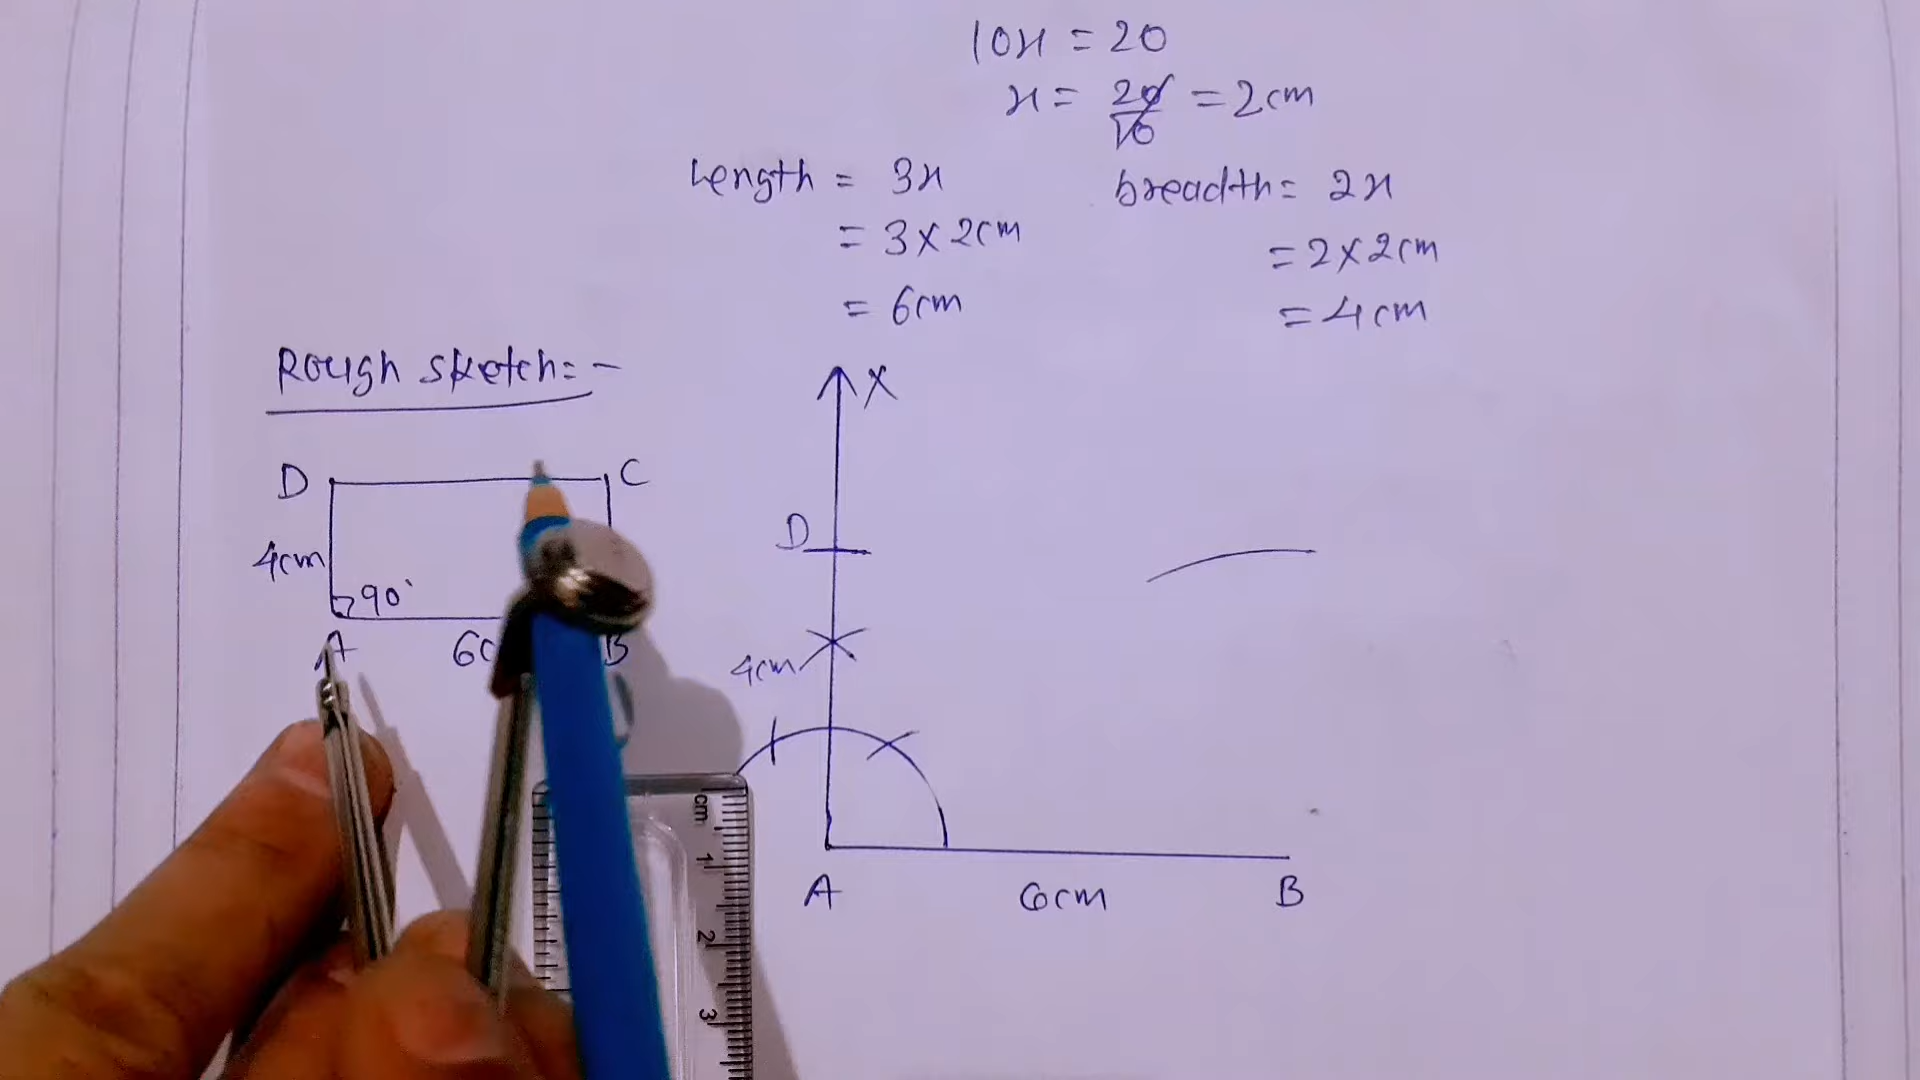 10x = 20
x = 20/10 = 2cm
Length = 3x
= 3×2cm
= 6cm
breadth = 2x
= 2×2cm
= 4cm
Rough sketch:-
D C
4cm
90°
A B
X
D
4cm
A 6cm B
cm
1
2
3